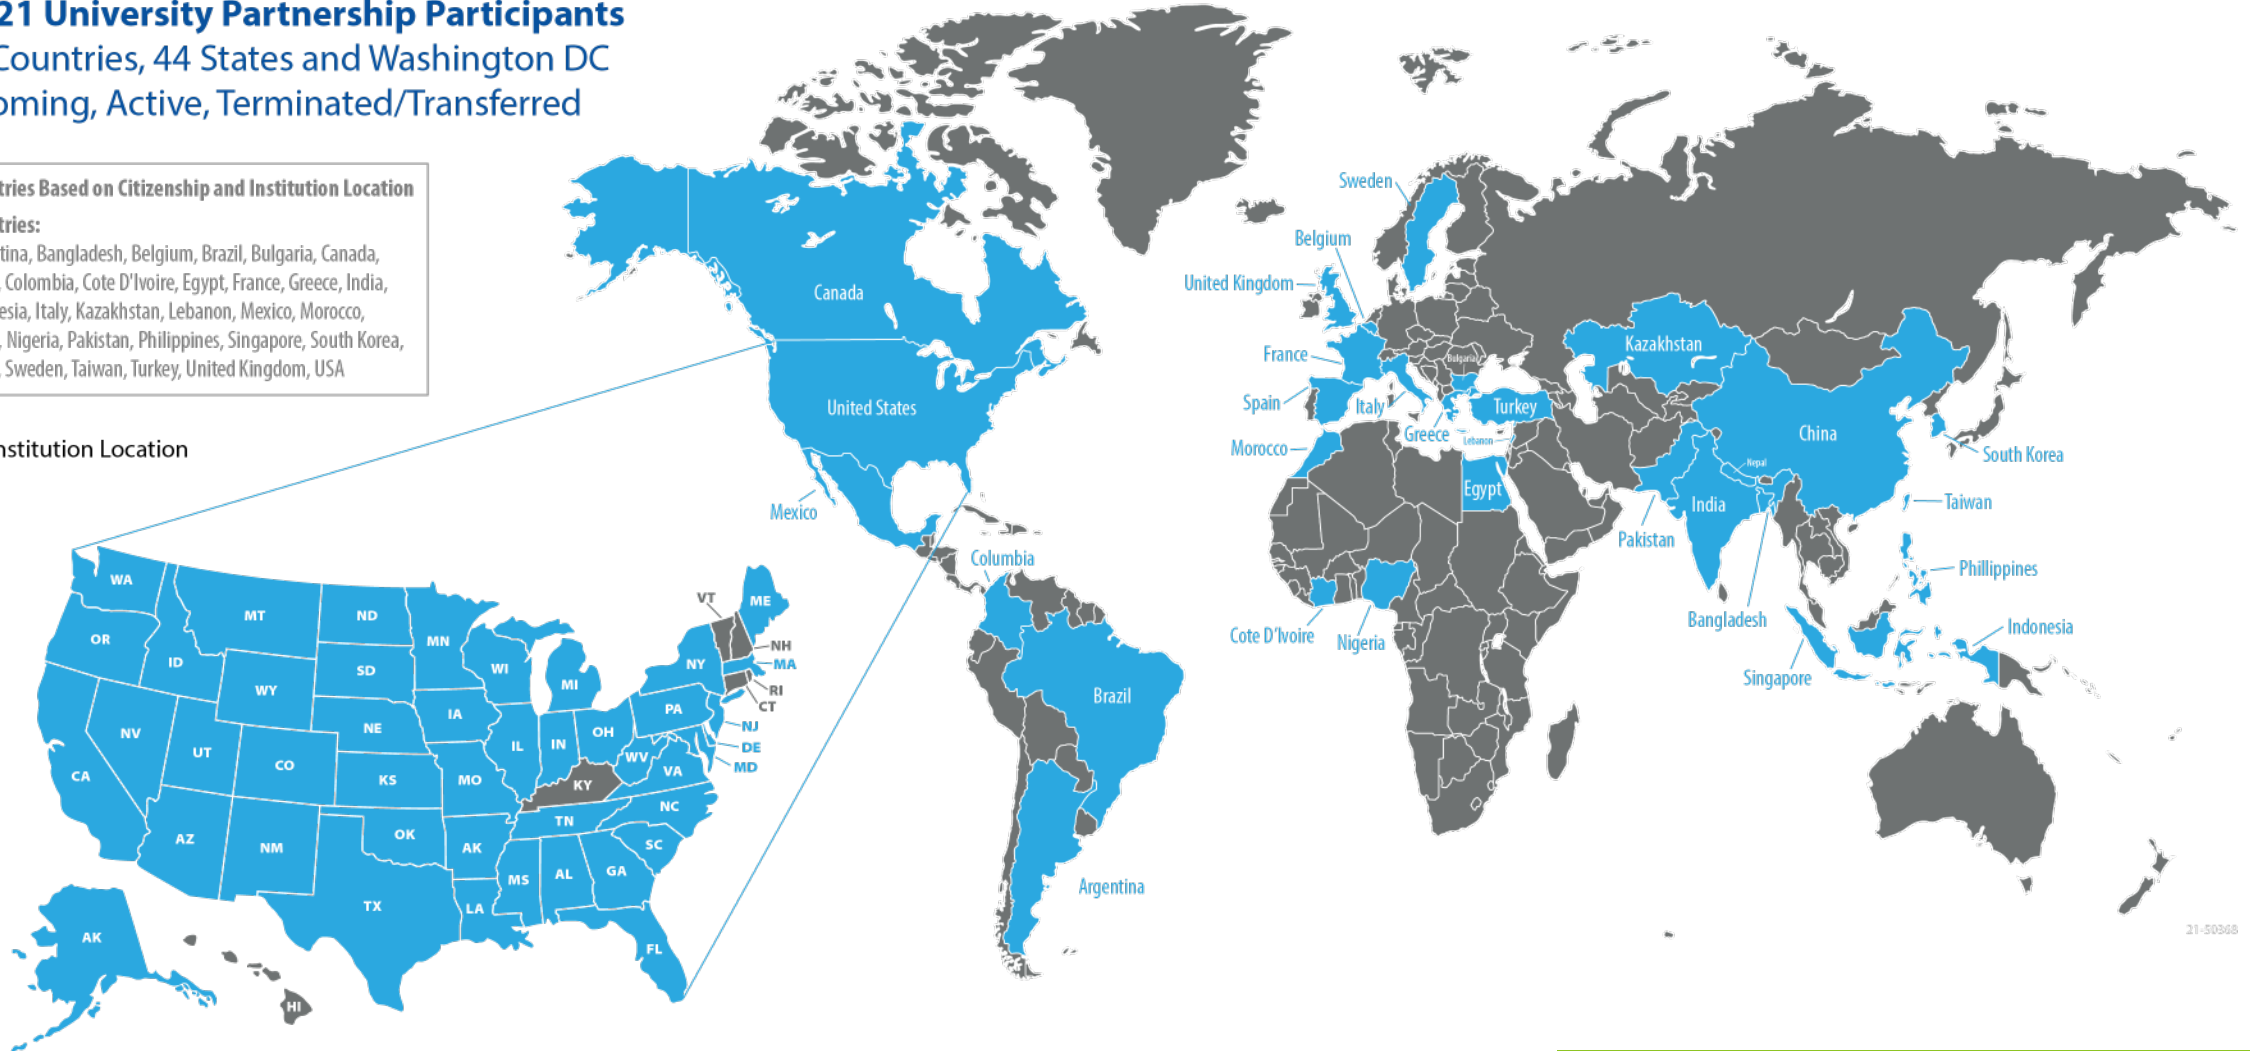 21 University Partnership Participants
Countries, 44 States and Washington DC
oming, Active, Terminated/Transferred
tries Based on Citizenship and Institution Location
tries:
tina, Bangladesh, Belgium, Brazil, Bulgaria, Canada,
, Colombia, Cote D'Ivoire, Egypt, France, Greece, India,
esia, Italy, Kazakhstan, Lebanon, Mexico, Morocco,
, Nigeria, Pakistan, Philippines, Singapore, South Korea,
, Sweden, Taiwan, Turkey, United Kingdom, USA
nstitution Location
Canada
United States
Mexico
Columbia
Brazil
Argentina
Sweden
Belgium
United Kingdom
France
Spain
Italy
Bulgaria
Greece
Turkey
Lebanon
Morocco
Egypt
Cote D'Ivoire
Nigeria
Kazakhstan
China
Nepal
India
Pakistan
Bangladesh
South Korea
Taiwan
Phillippines
Indonesia
Singapore
WA
OR
CA
ID
NV
MT
WY
UT
AZ
CO
NM
ND
SD
NE
KS
OK
TX
MN
IA
MO
AK
LA
WI
IL
MI
IN
OH
KY
TN
MS
AL
GA
FL
SC
NC
VA
WV
PA
NY
VT
ME
NH
MA
RI
CT
NJ
DE
MD
AK
HI
21-50368